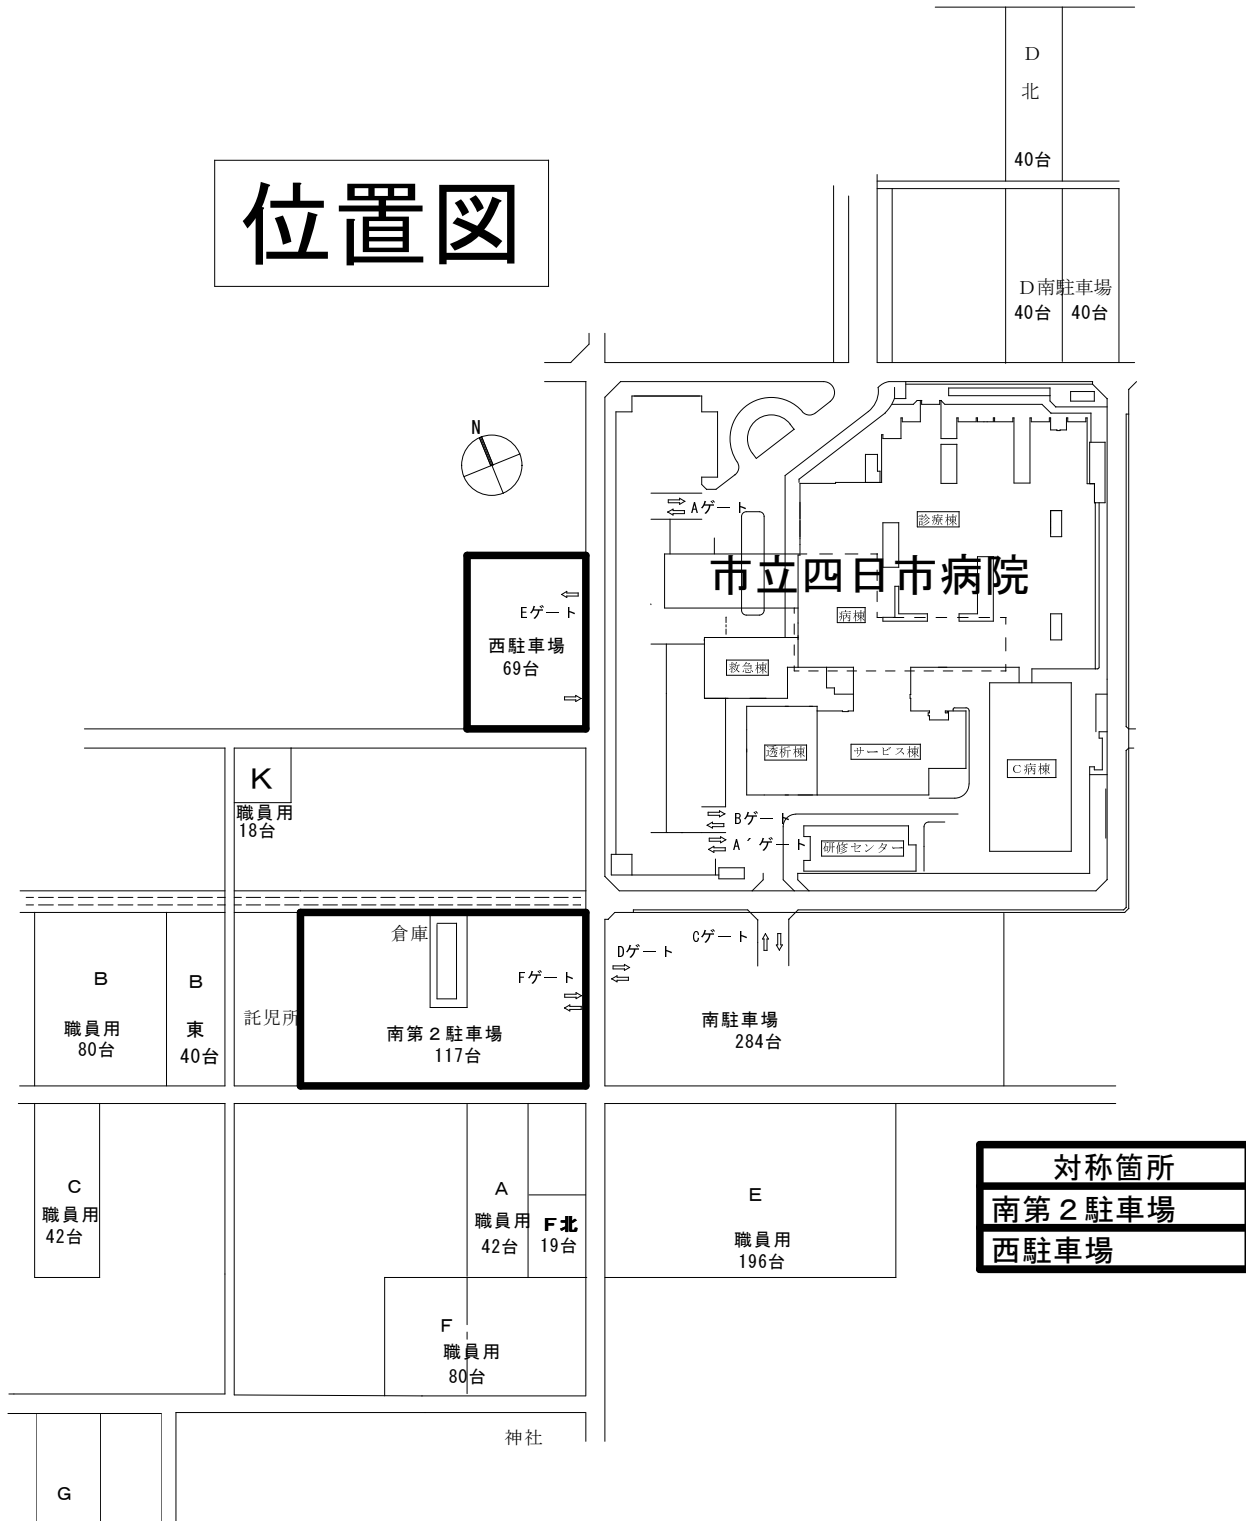 D
北
40台
位置図
D南駐車場
40台 40台
N
Aゲート
診療棟
市立四日市病院
Eゲート
病棟
西駐車場
69台
救急棟
透析棟
サービス棟
C病棟
K
職員用
18台
Bゲート
A´ゲート
研修センター
倉庫
Cゲート
Dゲート
Fゲート
B
職員用
80台
B
東
40台
託児所
南第2駐車場
117台
南駐車場
284台
対称箇所
南第2駐車場
西駐車場
C
職員用
42台
A
職員用
42台
F北
19台
E
職員用
196台
F
職員用
80台
神社
G